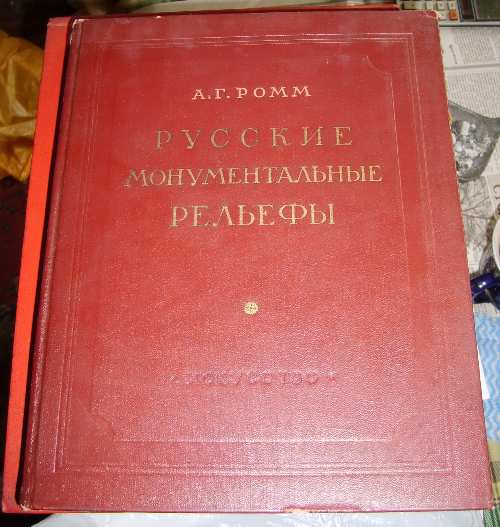 А. Г. РОММ
РУССКИЕ
МОНУМЕНТАЛЬНЫЕ
РЕЛЬЕФЫ
ИСКУССТВО